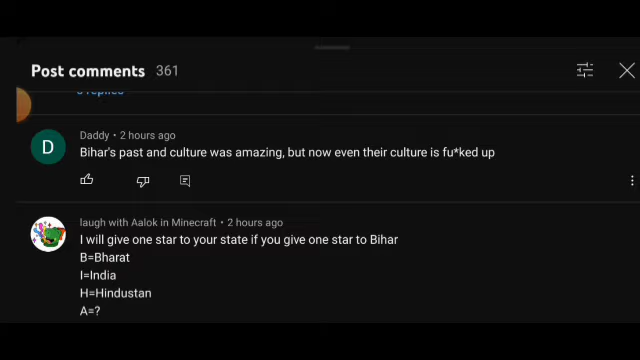 Post comments 361
D
Daddy • 2 hours ago
Bihar's past and culture was amazing, but now even their culture is fu*ked up
laugh with Aalok in Minecraft • 2 hours ago
I will give one star to your state if you give one star to Bihar
B=Bharat
I=India
H=Hindustan
A=?